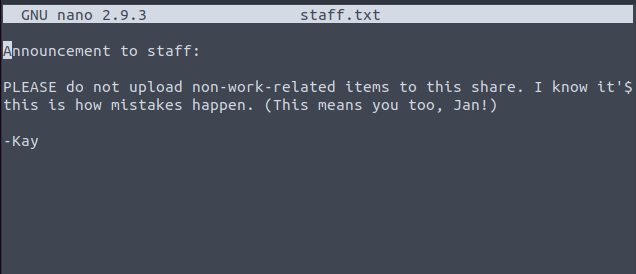 GNU nano 2.9.3 staff.txt
Announcement to staff:
PLEASE do not upload non-work-related items to this share. I know it'$
this is how mistakes happen. (This means you too, Jan!)
-Kay